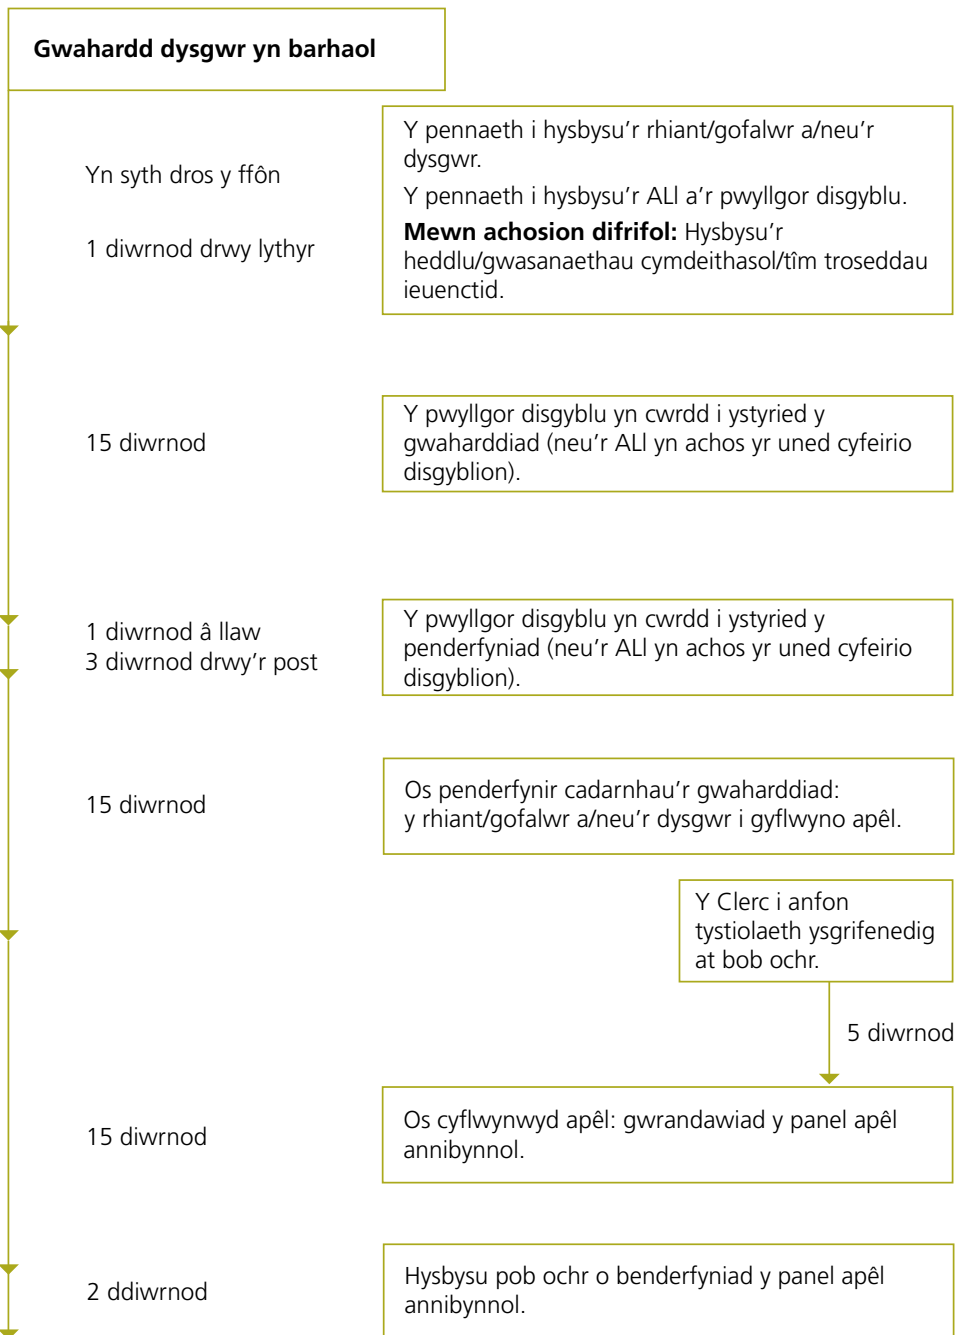 Gwahardd dysgwr yn barhaol
Yn syth dros y ffôn
1 diwrnod drwy lythyr
Y pennaeth i hysbysu'r rhiant/gofalwr a/neu'r
dysgwr.
Y pennaeth i hysbysu'r ALl a'r pwyllgor disgyblu.
Mewn achosion difrifol: Hysbysu'r
heddlu/gwasanaethau cymdeithasol/tîm troseddau
ieuenctid.
15 diwrnod
Y pwyllgor disgyblu yn cwrdd i ystyried y
gwaharddiad (neu'r ALl yn achos yr uned cyfeirio
disgyblion).
1 diwrnod â llaw
3 diwrnod drwy'r post
Y pwyllgor disgyblu yn cwrdd i ystyried y
penderfyniad (neu'r ALl yn achos yr uned cyfeirio
disgyblion).
15 diwrnod
Os penderfynir cadarnhau'r gwaharddiad:
y rhiant/gofalwr a/neu'r dysgwr i gyflwyno apêl.
Y Clerc i anfon
tystiolaeth ysgrifenedig
at bob ochr.
5 diwrnod
15 diwrnod
Os cyflwynwyd apêl: gwrandawiad y panel apêl
annibynnol.
2 ddiwrnod
Hysbysu pob ochr o benderfyniad y panel apêl
annibynnol.